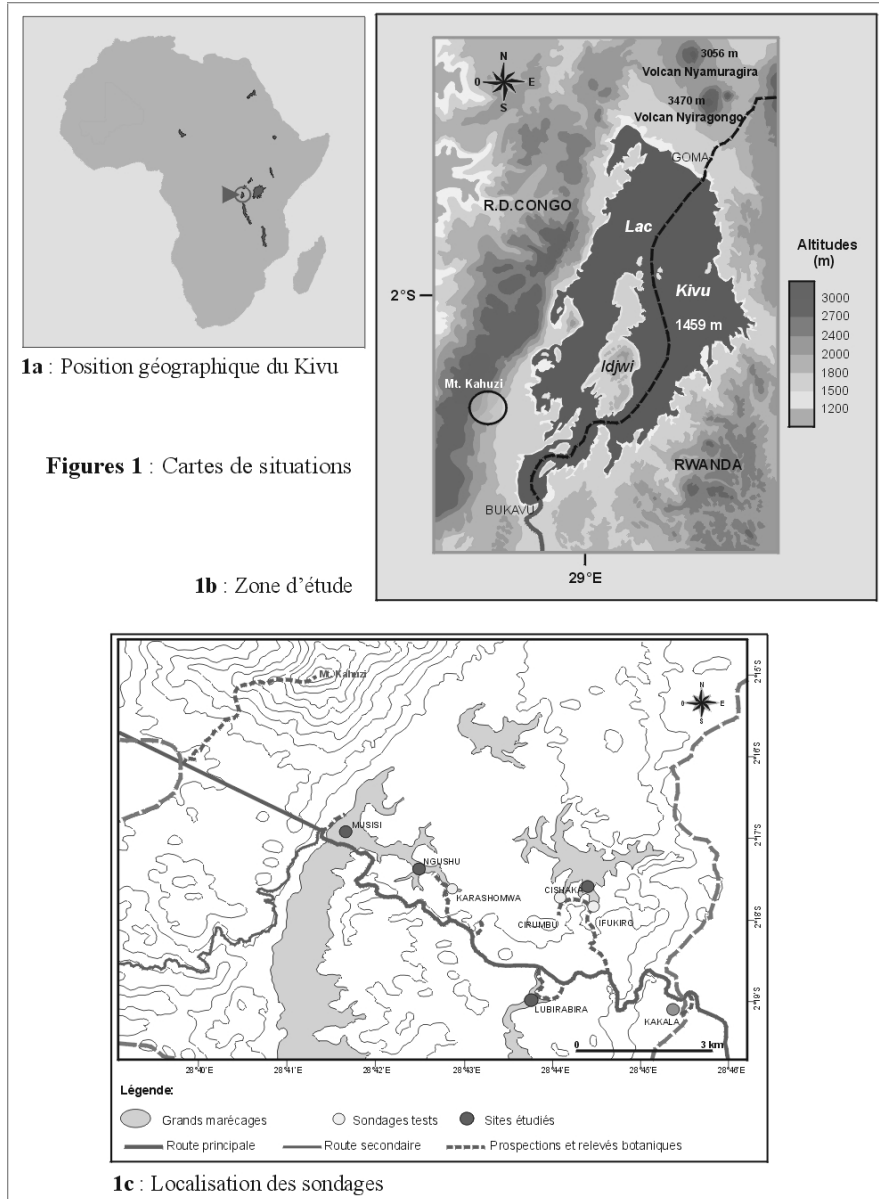 3056 m
Volcan Nyamuragira
3470 m
Volcan Nyiragongo
N
O E
S
GOMA
R.D.CONGO
Lac
Kivu
1459 m
Idjwi
2°S
Mt. Kahuzi
RWANDA
BUKAVU
29°E
Altitudes
(m)
3000
2700
2400
2000
1800
1500
1200
1a : Position géographique du Kivu
Figures 1 : Cartes de situations
1b : Zone d'étude
Mt. Kahuzi
N
O E
S
2°15'S
2°16'S
2°17'S
2°18'S
2°19'S
MUSISI
NGUSHU
KARASHOMWA
CISHAKA
CIRUMBU
IFUKIRO
LUBIRABIRA
KAKALA
0 3 km
28°40'E 28°41'E 28°42'E 28°43'E 28°44'E 28°45'E 28°46'E
Légende:
Grands marécages Sondages tests Sites étudiés
Route principale Route secondaire Prospections et relevés botaniques
1c : Localisation des sondages